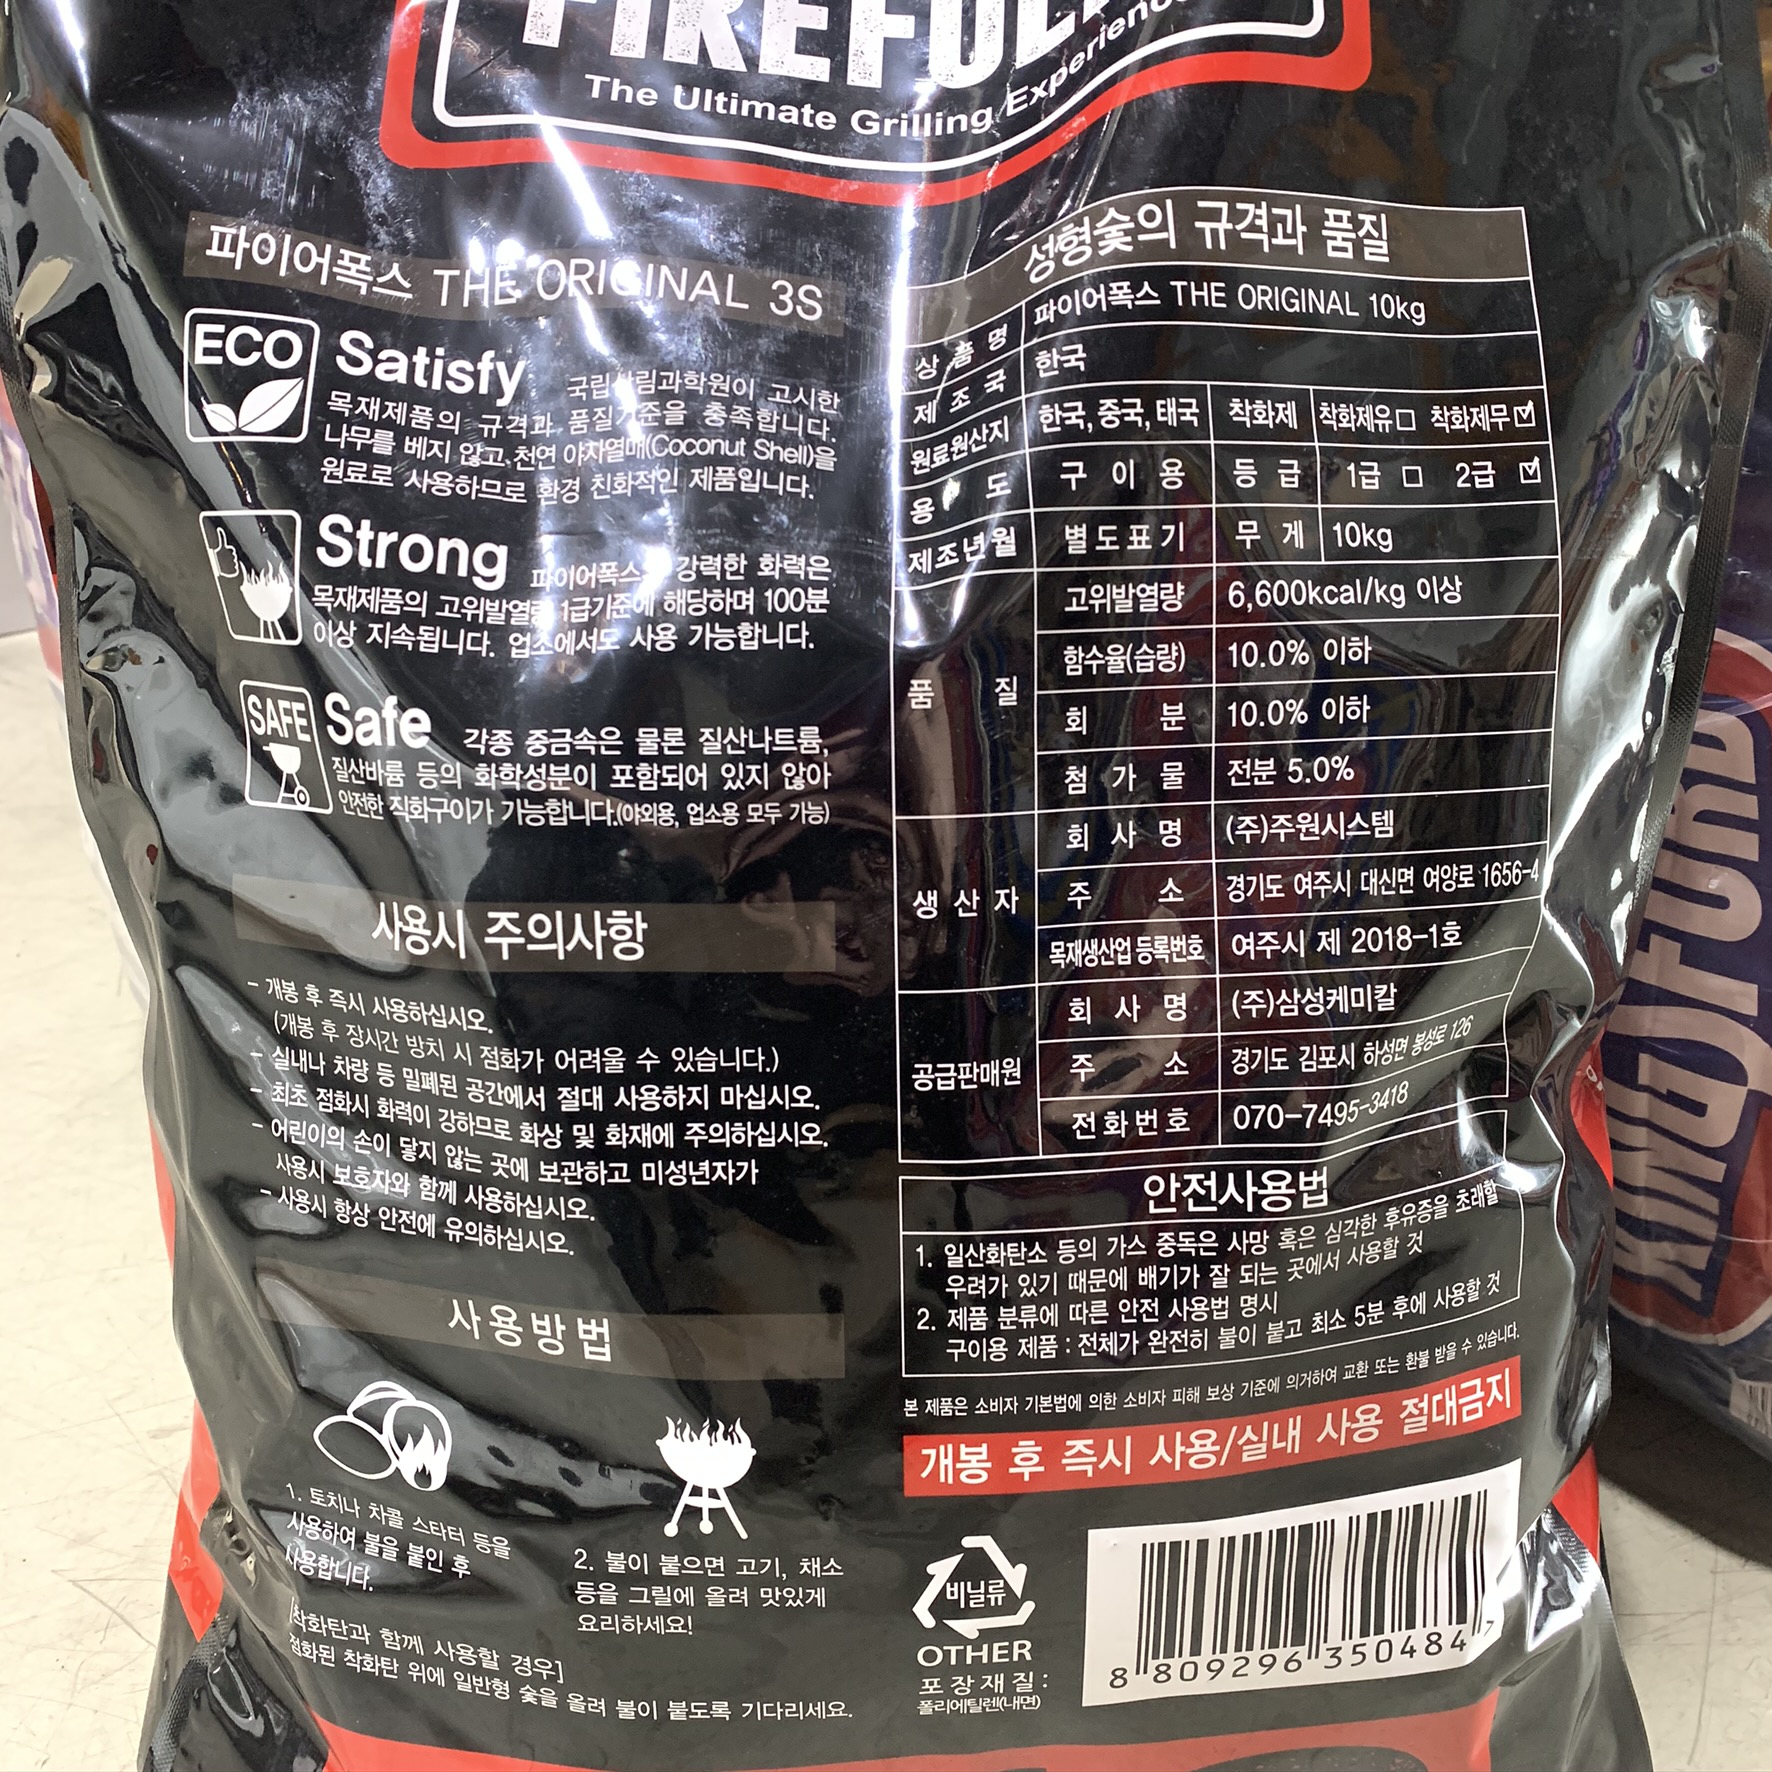 The Ultimate Grilling Experience
파이어폭스 THE ORIGINAL 3S
ECO
Satisfy 국립산림과학원이 고시한
목재제품의 규격과 품질기준을 충족합니다.
나무를 베지 않고, 천연 야자열매(Coconut Shell)을
원료로 사용하므로 환경 친화적인 제품입니다.
Strong 파이어폭스의 강력한 화력은
목재제품의 고위발열량 1급기준에 해당하며 100분
이상 지속됩니다. 업소에서도 사용 가능합니다.
SAFE
Safe 각종 중금속은 물론 질산나트륨,
질산바륨 등의 화학성분이 포함되어 있지 않아
안전한 직화구이가 가능합니다.(야외용, 업소용 모두 가능)
사용시 주의사항
- 개봉 후 즉시 사용하십시오.
(개봉 후 장시간 방치 시 점화가 어려울 수 있습니다.)
- 실내나 차량 등 밀폐된 공간에서 절대 사용하지 마십시오.
- 최초 점화시 화력이 강하므로 화상 및 화재에 주의하십시오.
- 어린이의 손이 닿지 않는 곳에 보관하고 미성년자가
사용시 보호자와 함께 사용하십시오.
- 사용시 항상 안전에 유의하십시오.
사용방법
1. 토치나 차콜 스타터 등을
사용하여 불을 붙인 후
사용합니다.
2. 불이 붙으면 고기, 채소
등을 그릴에 올려 맛있게
요리하세요!
[착화탄과 함께 사용할 경우]
점화된 착화탄 위에 일반형 숯을 올려 불이 붙도록 기다리세요.
성형숯의 규격과 품질
상품명 파이어폭스 THE ORIGINAL 10kg
제조국 한국
원료원산지 한국, 중국, 태국 착화제 착화제유□ 착화제무☑
용도 구이용 등급 1급 □ 2급 ☑
제조년월 별도표기 무게 10kg
품질 고위발열량 6,600kcal/kg 이상
함수율(습량) 10.0% 이하
회분 10.0% 이하
첨가물 전분 5.0%
생산자 회사명 (주)주원시스템
주소 경기도 여주시 대신면 여양로 1656-4
목재생산업 등록번호 여주시 제 2018-1호
공급판매원 회사명 (주)삼성케미칼
주소 경기도 김포시 하성면 봉성로 126
전화번호 070-7495-3418
안전사용법
1. 일산화탄소 등의 가스 중독은 사망 혹은 심각한 후유증을 초래할
우려가 있기 때문에 배기가 잘 되는 곳에서 사용할 것
2. 제품 분류에 따른 안전 사용법 명시
구이용 제품 : 전체가 완전히 불이 붙고 최소 5분 후에 사용할 것
본 제품은 소비자 기본법에 의한 소비자 피해 보상 기준에 의거하여 교환 또는 환불 받을 수 있습니다.
개봉 후 즉시 사용/실내 사용 절대금지
비닐류
OTHER
포장재질 :
폴리에틸렌(내면)
8 809296 350484 7
KINGFORD